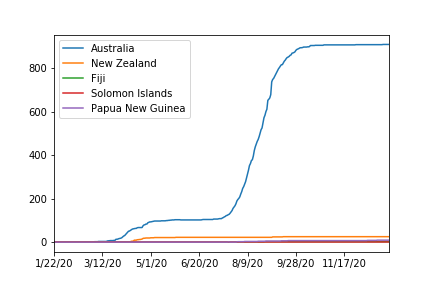 Australia
New Zealand
Fiji
Solomon Islands
Papua New Guinea
800
600
400
200
0
1/22/20 3/12/20 5/1/20 6/20/20 8/9/20 9/28/20 11/17/20